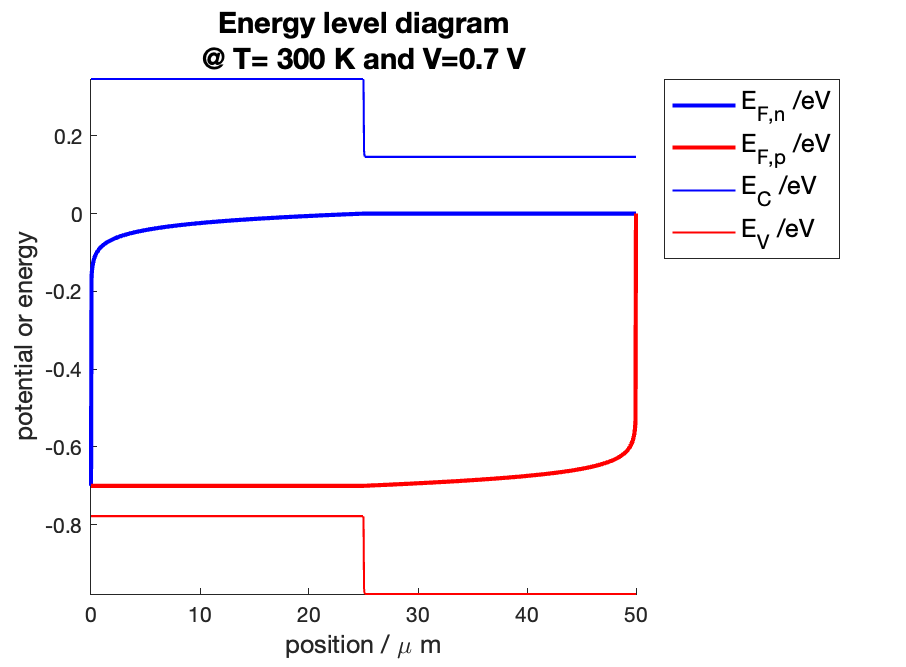 Energy level diagram
@ T= 300 K and V=0.7 V
E_F,n /eV
E_F,p /eV
E_C /eV
E_V /eV
potential or energy
0.2
0
-0.2
-0.4
-0.6
-0.8
0 10 20 30 40 50
position / μ m